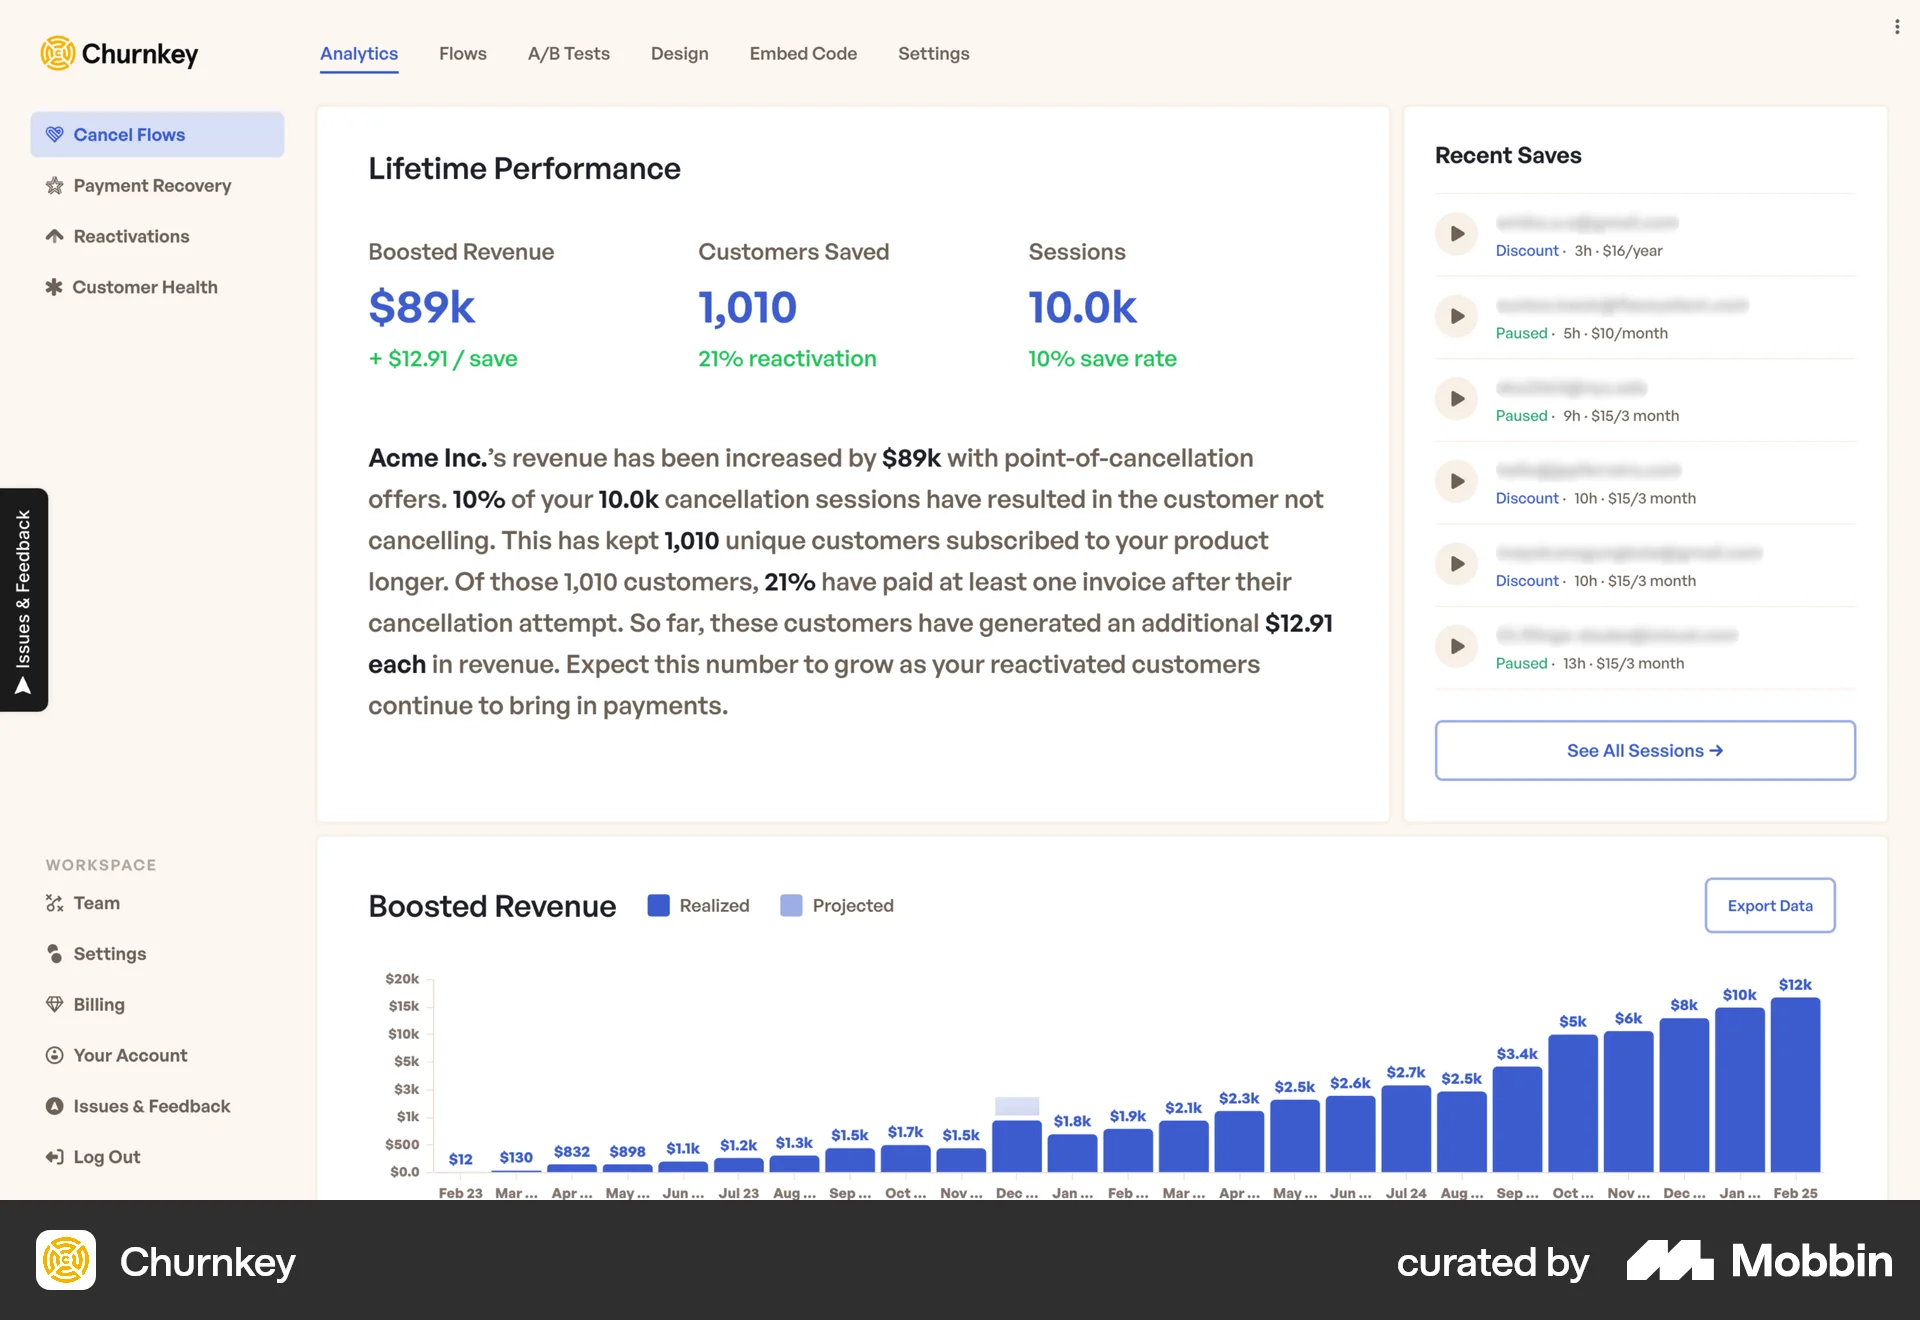 Churnkey
Analytics
Flows
A/B Tests
Design
Embed Code
Settings
Cancel Flows
Payment Recovery
Reactivations
Customer Health
Issues & Feedback
WORKSPACE
Team
Settings
Billing
Your Account
Issues & Feedback
Log Out
Lifetime Performance
Boosted Revenue
$89k
+ $12.91 / save
Customers Saved
1,010
21% reactivation
Sessions
10.0k
10% save rate
Acme Inc.’s revenue has been increased by $89k with point-of-cancellation
offers. 10% of your 10.0k cancellation sessions have resulted in the customer not
cancelling. This has kept 1,010 unique customers subscribed to your product
longer. Of those 1,010 customers, 21% have paid at least one invoice after their
cancellation attempt. So far, these customers have generated an additional $12.91
each in revenue. Expect this number to grow as your reactivated customers
continue to bring in payments.
Recent Saves
Discount · 3h · $16/year
Paused · 5h · $10/month
Paused · 9h · $15/3 month
Discount · 10h · $15/3 month
Discount · 10h · $15/3 month
Paused · 13h · $15/3 month
See All Sessions →
Boosted Revenue
Realized
Projected
Export Data
$20k
$15k
$10k
$5k
$3k
$1k
$500
$0.0
$12
$130
$832
$898
$1.1k
$1.2k
$1.3k
$1.5k
$1.7k
$1.5k
$1.8k
$1.9k
$2.1k
$2.3k
$2.5k
$2.6k
$2.7k
$2.5k
$3.4k
$5k
$6k
$8k
$10k
$12k
Feb 23
Mar ...
Apr ...
May ...
Jun ...
Jul 23
Aug ...
Sep ...
Oct ...
Nov ...
Dec ...
Jan ...
Feb ...
Mar ...
Apr ...
May ...
Jun ...
Jul 24
Aug ...
Sep ...
Oct ...
Nov ...
Dec ...
Jan ...
Feb 25
Churnkey
curated by
Mobbin